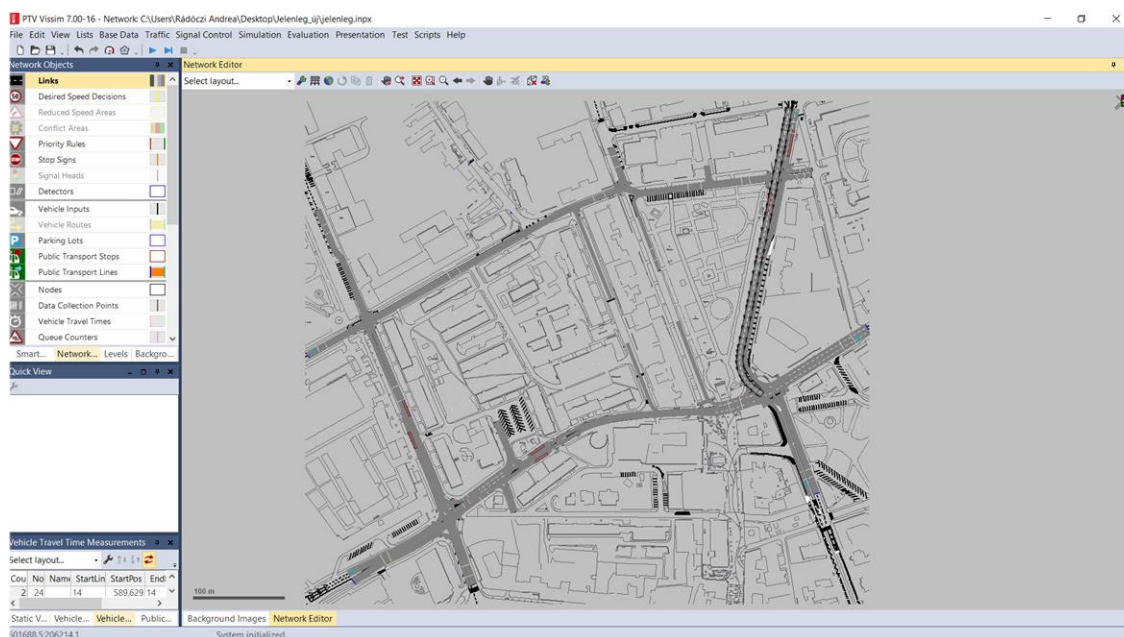 PTV Vissim 7.00-16 - Network: C:\Users\Rádóczi Andrea\Desktop\Jelenleg_új\jelenleg.inpx
File Edit View Lists Base Data Traffic Signal Control Simulation Evaluation Presentation Test Scripts Help
Network Objects
Network Editor
Select layout...
Links
Desired Speed Decisions
Reduced Speed Areas
Conflict Areas
Priority Rules
Stop Signs
Signal Heads
Detectors
Vehicle Inputs
Vehicle Routes
Parking Lots
Public Transport Stops
Public Transport Lines
Nodes
Data Collection Points
Vehicle Travel Times
Queue Counters
Smart... Network... Levels Backgro...
Quick View
Vehicle Travel Time Measurements
Select layout...
Cou No Name StartLin StartPos End
2 24 14 589,629 14
100 m
Static V... Vehicle... Vehicle... Public...
Background Images Network Editor
601688.5:206214.1 System initialized.